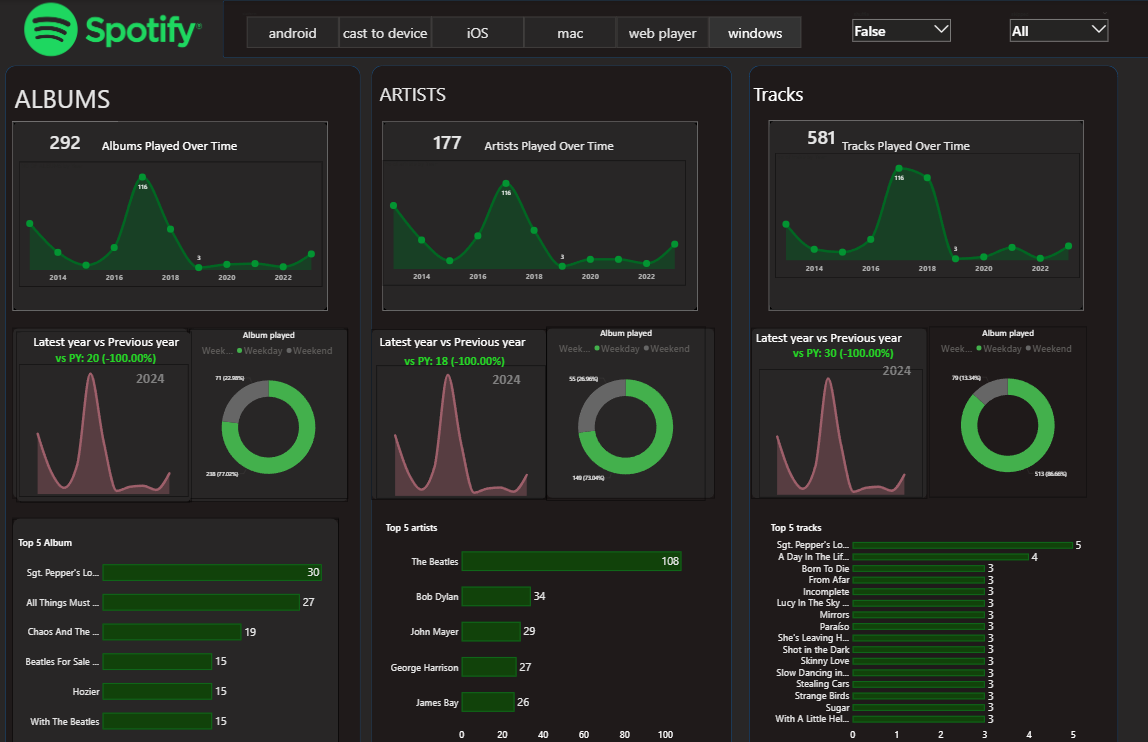 Spotify®
android
cast to device
iOS
mac
web player
windows
False
All
ALBUMS
292
Albums Played Over Time
116
3
2014
2016
2018
2020
2022
Latest year vs Previous year
vs PY: 20 (-100.00%)
2024
Album played
Week...
Weekday
Weekend
71 (22.98%)
238 (77.02%)
Top 5 Album
Sgt. Pepper's Lo...
30
All Things Must ...
27
Chaos And The ...
19
Beatles For Sale ...
15
Hozier
15
With The Beatles
15
ARTISTS
177
Artists Played Over Time
116
3
2014
2016
2018
2020
2022
Latest year vs Previous year
vs PY: 18 (-100.00%)
2024
Album played
Week...
Weekday
Weekend
55 (26.96%)
149 (73.04%)
Top 5 artists
The Beatles
108
Bob Dylan
34
John Mayer
29
George Harrison
27
James Bay
26
0
20
40
60
80
100
Tracks
581
Tracks Played Over Time
116
3
2014
2016
2018
2020
2022
Latest year vs Previous year
vs PY: 30 (-100.00%)
2024
Album played
Week...
Weekday
Weekend
79 (13.34%)
513 (86.66%)
Top 5 tracks
Sgt. Pepper's Lo...
5
A Day In The Lif...
4
Born To Die
3
From Afar
3
Incomplete
3
Lucy In The Sky ...
3
Mirrors
3
Paraíso
3
She's Leaving H...
3
Shot in the Dark
3
Skinny Love
3
Slow Dancing in...
3
Stealing Cars
3
Strange Birds
3
Sugar
3
With A Little Hel...
3
0
1
2
3
4
5